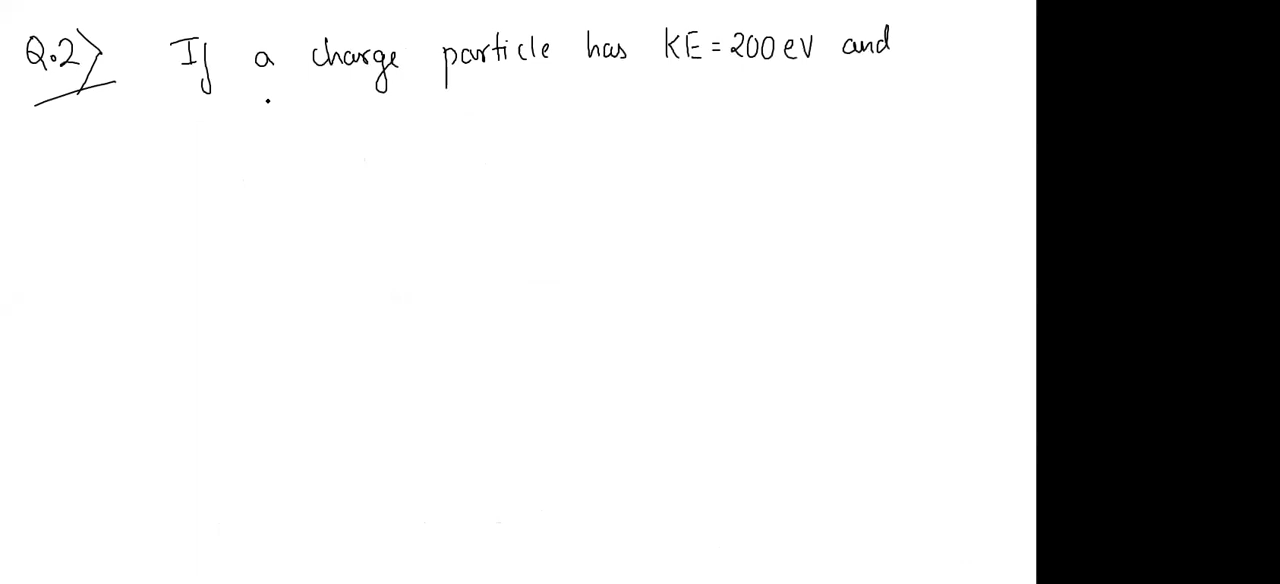 Q.2> If a charge particle has KE = 200 eV and